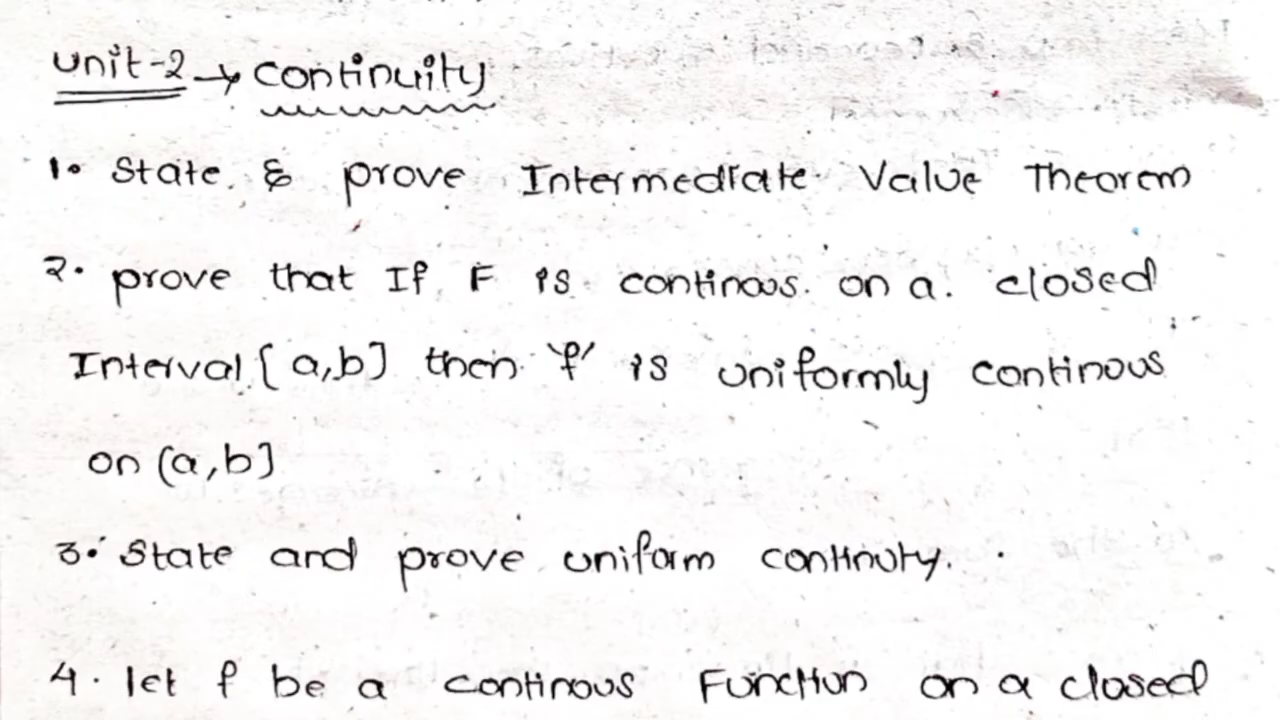 Unit-2 → continuity
1. State & prove Intermediate Value Theorem
2. prove that If F is continous on a closed
Interval [a,b] then 'f' is uniformly continous
on [a,b]
3. State and prove uniform continuty.
4. let f be a continous Function on a closed